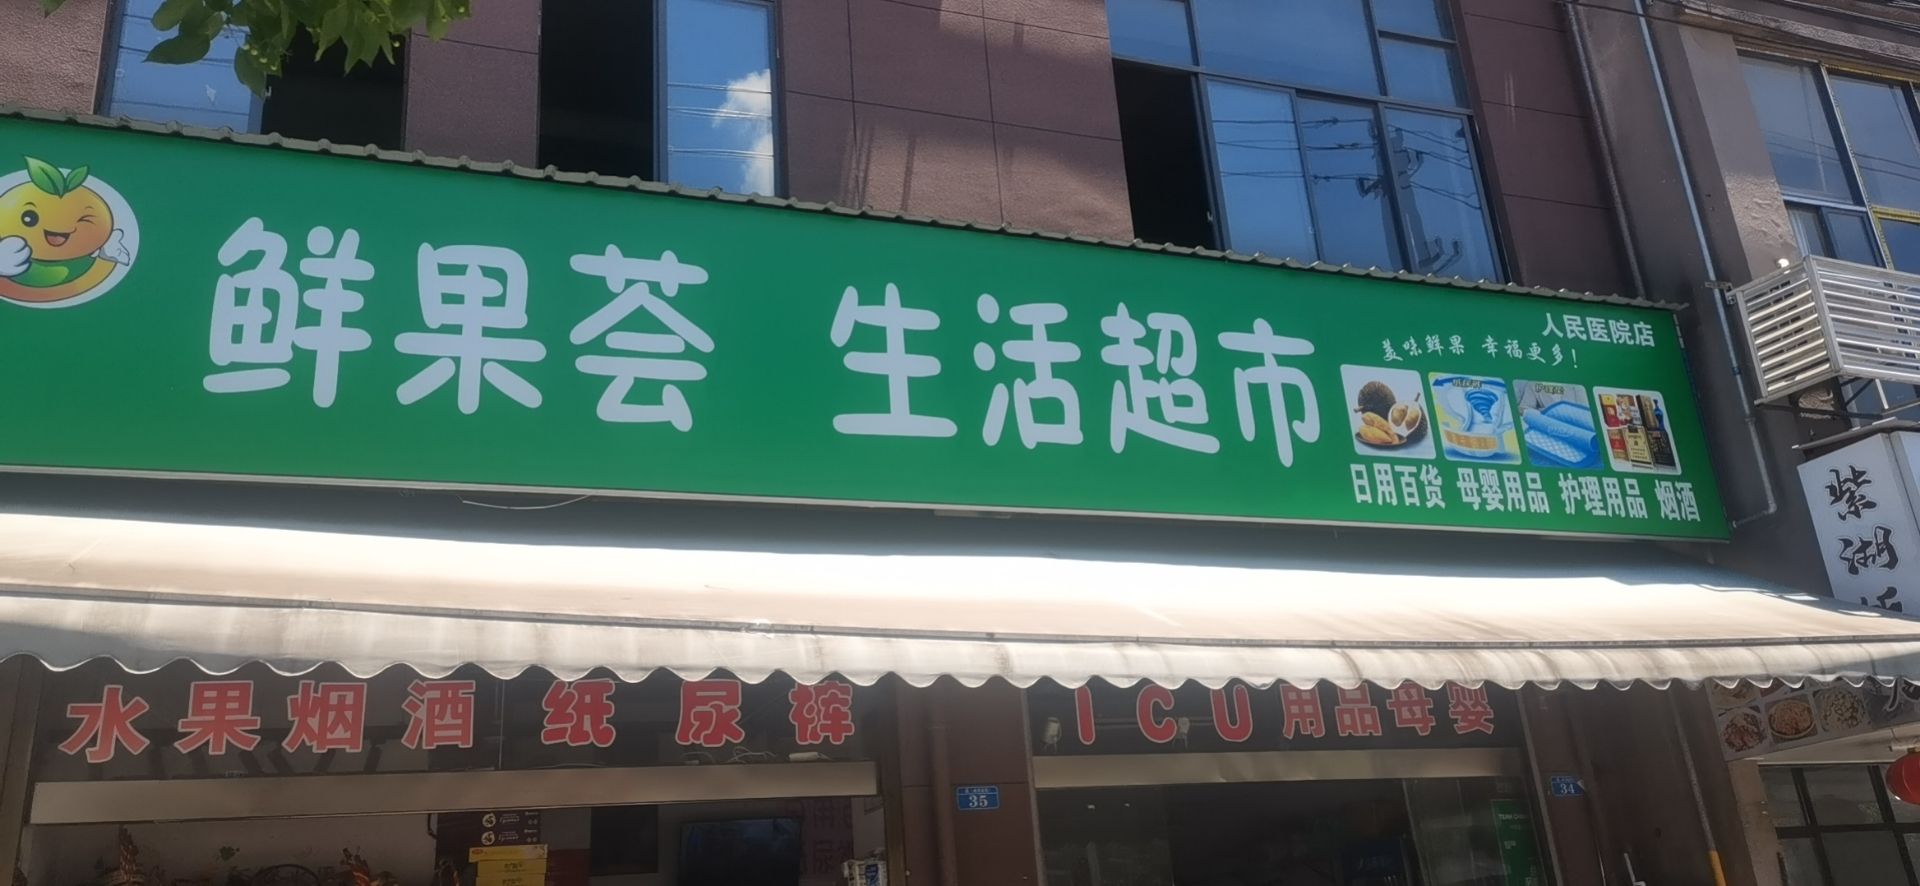 鲜果荟 生活超市
人民医院店
美味鲜果 幸福更多！
日用百货 母婴用品 护理用品 烟酒
紫湖
水果烟酒 纸尿裤
ICU用品母婴
35
34